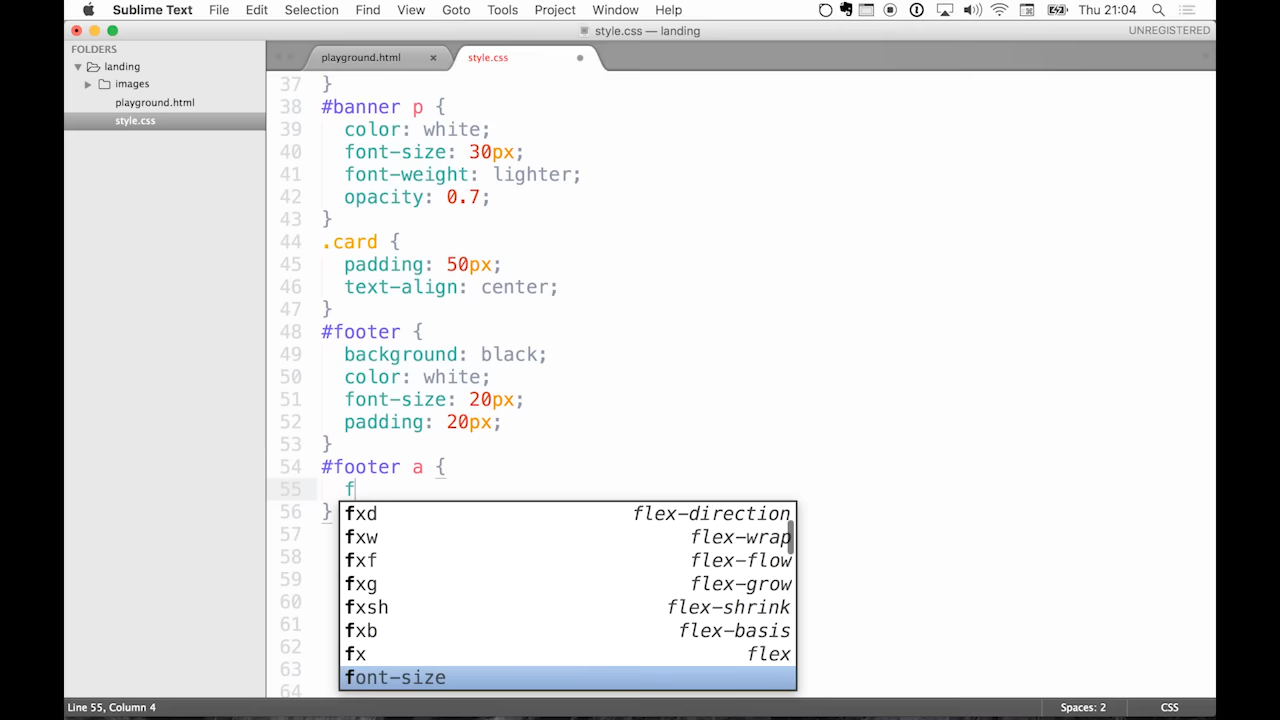 Sublime Text File Edit Selection Find View Goto Tools Project Window Help Thu 21:04
style.css — landing UNREGISTERED
FOLDERS
landing
images
playground.html
style.css
playground.html × style.css
37 }
38 #banner p {
39 color: white;
40 font-size: 30px;
41 font-weight: lighter;
42 opacity: 0.7;
43 }
44 .card {
45 padding: 50px;
46 text-align: center;
47 }
48 #footer {
49 background: black;
50 color: white;
51 font-size: 20px;
52 padding: 20px;
53 }
54 #footer a {
55 f
56 }
57
58
59
60
61
62
63
64
fxd flex-direction
fxw flex-wrap
fxf flex-flow
fxg flex-grow
fxsh flex-shrink
fxb flex-basis
fx flex
font-size
Line 55, Column 4 Spaces: 2 CSS